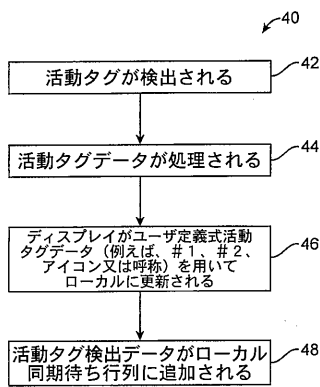 40
活動タグが検出される
42
活動タグデータが処理される
44
ディスプレイがユーザ定義式活動
タグデータ（例えば、＃1、＃2、
アイコン又は呼称）を用いて
ローカルに更新される
46
活動タグ検出データがローカル
同期待ち行列に追加される
48